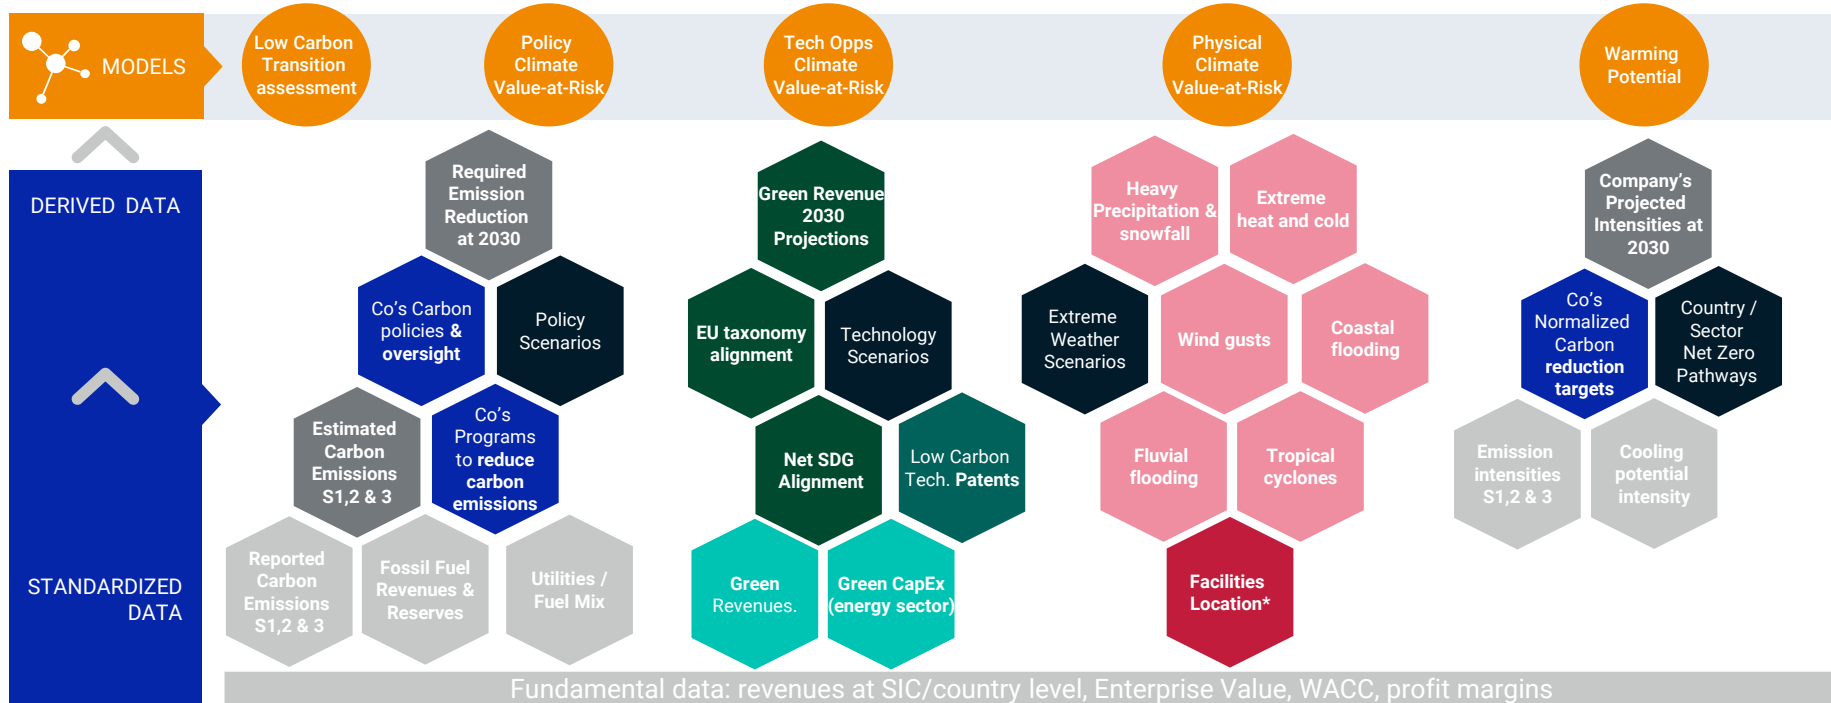 MODELS
Low Carbon
Transition
assessment
Policy
Climate
Value-at-Risk
Tech Opps
Climate
Value-at-Risk
Physical
Climate
Value-at-Risk
Warming
Potential
DERIVED DATA
STANDARDIZED
DATA
Required
Emission
Reduction
at 2030
Co's Carbon
policies &
oversight
Policy
Scenarios
Estimated
Carbon
Emissions
S1,2 & 3
Co's
Programs
to reduce
carbon
emissions
Reported
Carbon
Emissions
S1,2 & 3
Fossil Fuel
Revenues &
Reserves
Utilities /
Fuel Mix
Green Revenue
2030
Projections
EU taxonomy
alignment
Technology
Scenarios
Net SDG
Alignment
Low Carbon
Tech. Patents
Green
Revenues.
Green CapEx
(energy sector)
Heavy
Precipitation &
snowfall
Extreme
heat and cold
Extreme
Weather
Scenarios
Wind gusts
Coastal
flooding
Fluvial
flooding
Tropical
cyclones
Facilities
Location*
Company's
Projected
Intensities at
2030
Co's
Normalized
Carbon
reduction
targets
Country /
Sector
Net Zero
Pathways
Emission
intensities
S1,2 & 3
Cooling
potential
intensity
Fundamental data: revenues at SIC/country level, Enterprise Value, WACC, profit margins